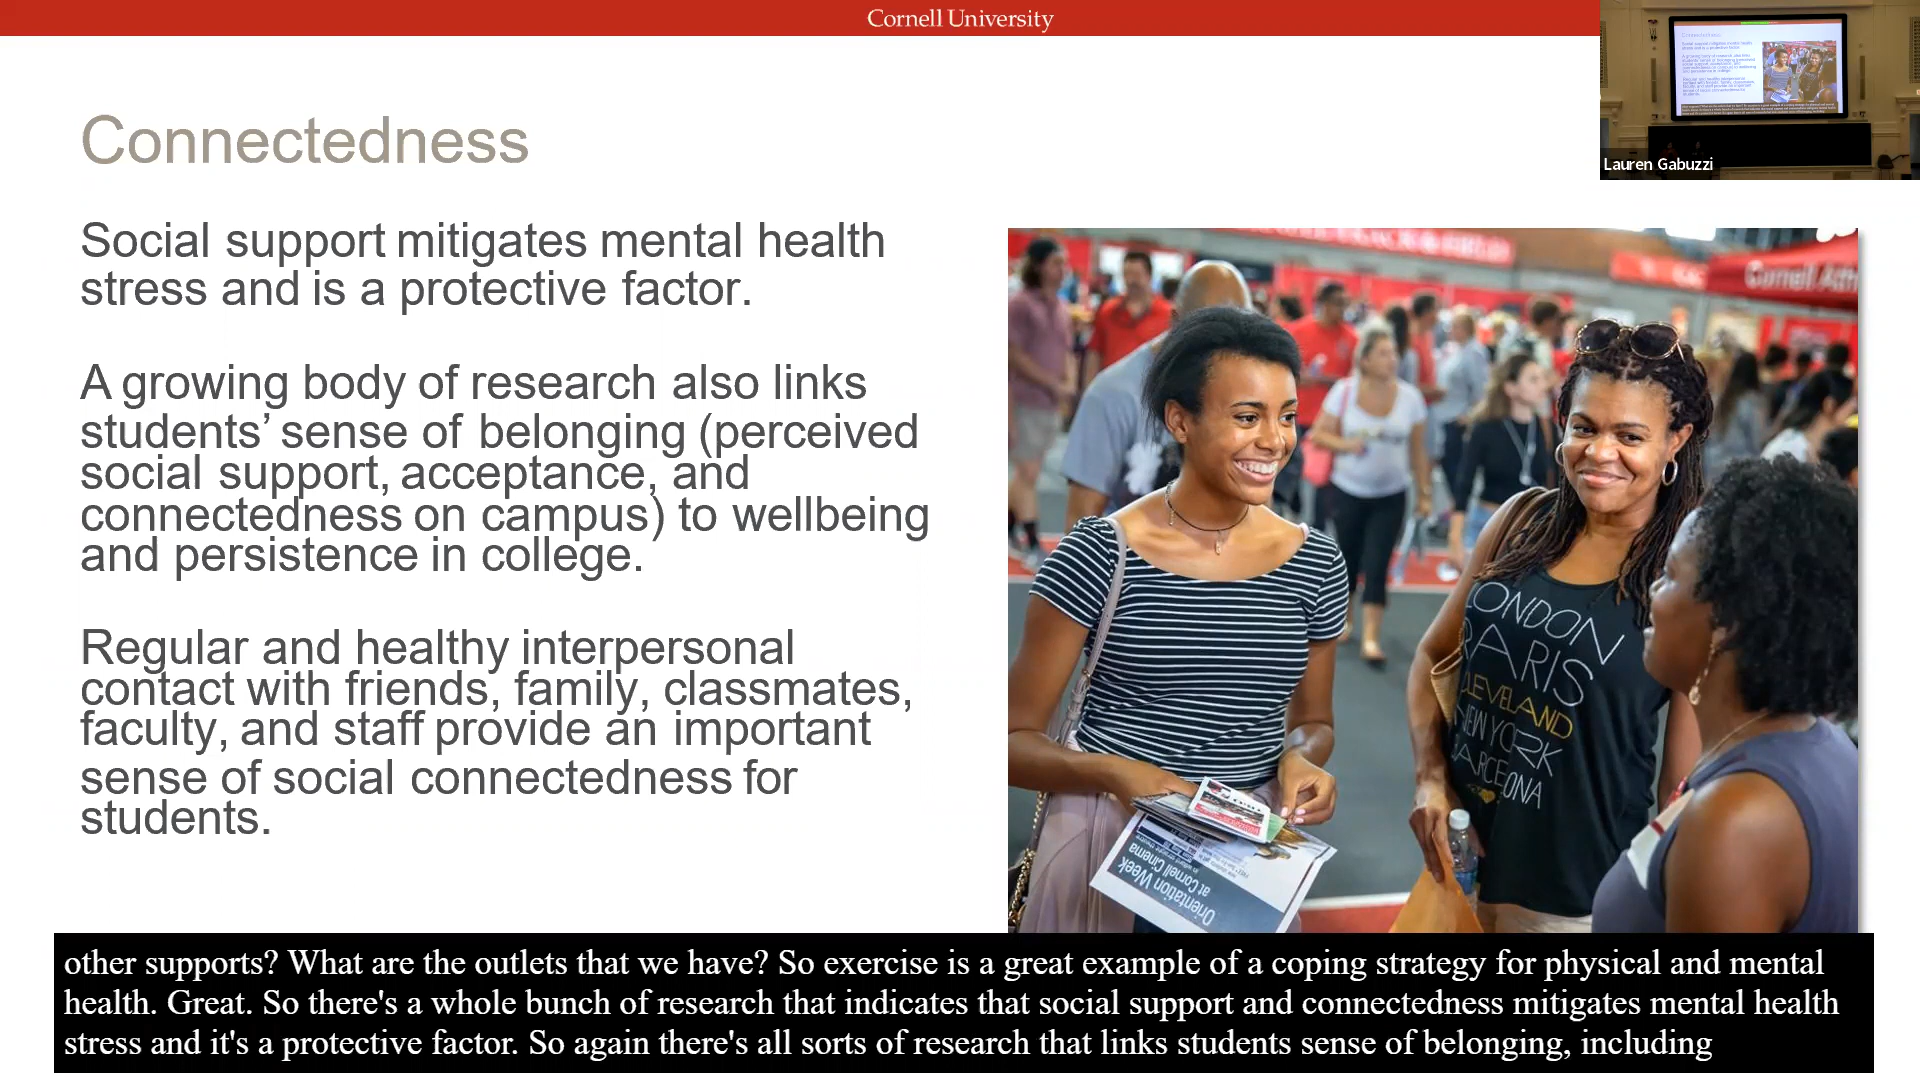 Cornell University
Lauren Gabuzzi
Connectedness
Social support mitigates mental health
stress and is a protective factor.
A growing body of research also links
students’ sense of belonging (perceived
social support, acceptance, and
connectedness on campus) to wellbeing
and persistence in college.
Regular and healthy interpersonal
contact with friends, family, classmates,
faculty, and staff provide an important
sense of social connectedness for
students.
Cornell Ath
LONDON
PARIS
CLEVELAND
NEW YORK
BARCELONA
Orientation Week
at Cornell Cinema
other supports? What are the outlets that we have? So exercise is a great example of a coping strategy for physical and mental
health. Great. So there's a whole bunch of research that indicates that social support and connectedness mitigates mental health
stress and it's a protective factor. So again there's all sorts of research that links students sense of belonging, including